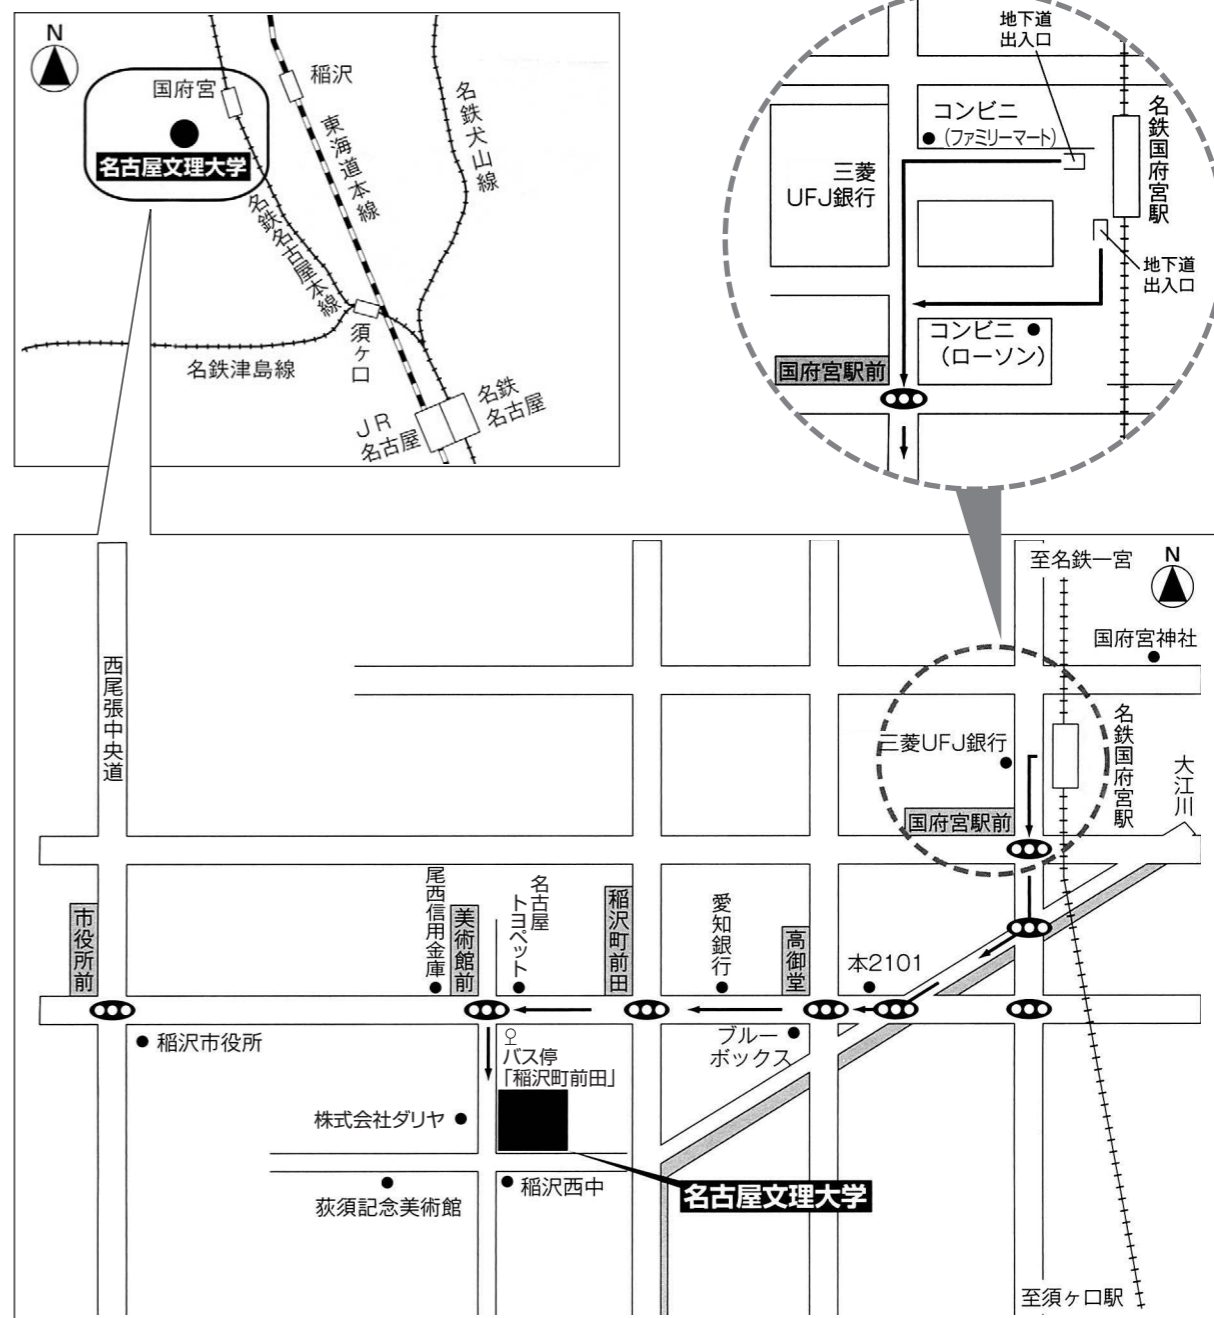 N
国府宮
稲沢
名古屋文理大学
東海道本線
名鉄犬山線
名鉄名古屋本線
須ヶ口
名鉄津島線
JR
名古屋
名鉄
名古屋
地下道
出入口
コンビニ
(ファミリーマート)
三菱
UFJ銀行
名鉄国府宮駅
地下道
出入口
コンビニ
(ローソン)
国府宮駅前
至名鉄一宮
N
国府宮神社
西尾張中央道
三菱UFJ銀行
名鉄国府宮駅
大江川
国府宮駅前
市役所前
尾西信用金庫
美術館前
名古屋
トヨペット
稲沢町前田
愛知銀行
高御堂
本2101
稲沢市役所
バス停
「稲沢町前田」
ブルー
ボックス
株式会社ダリヤ
荻須記念美術館
稲沢西中
名古屋文理大学
至須ヶ口駅